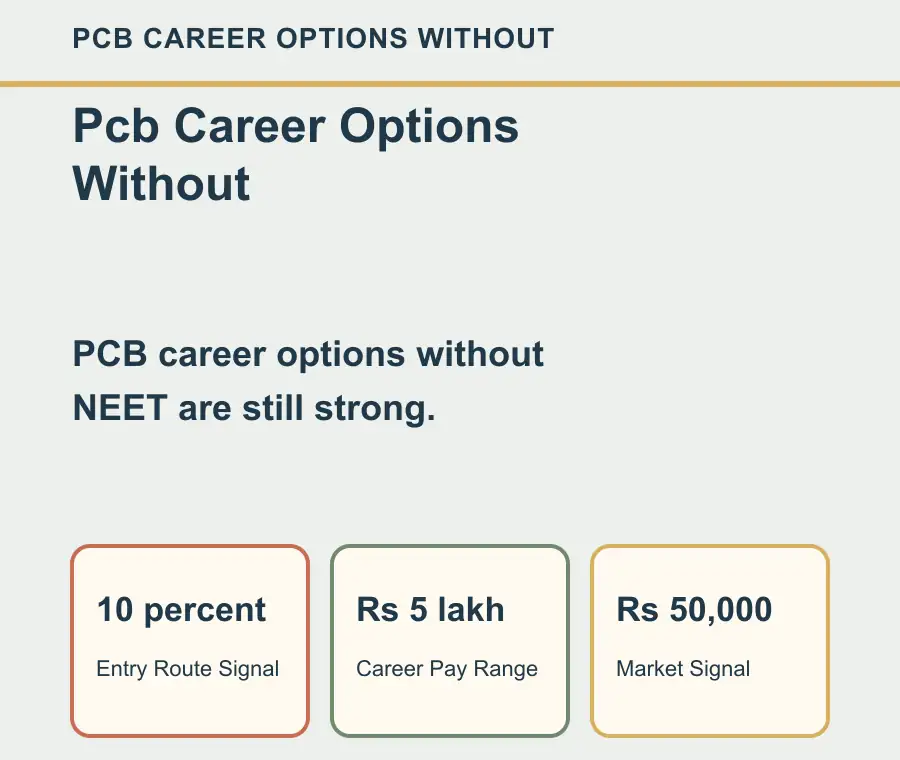 PCB CAREER OPTIONS WITHOUT
Pcb Career Options
Without
PCB career options without
NEET are still strong.
10 percent
Entry Route Signal
Rs 5 lakh
Career Pay Range
Rs 50,000
Market Signal